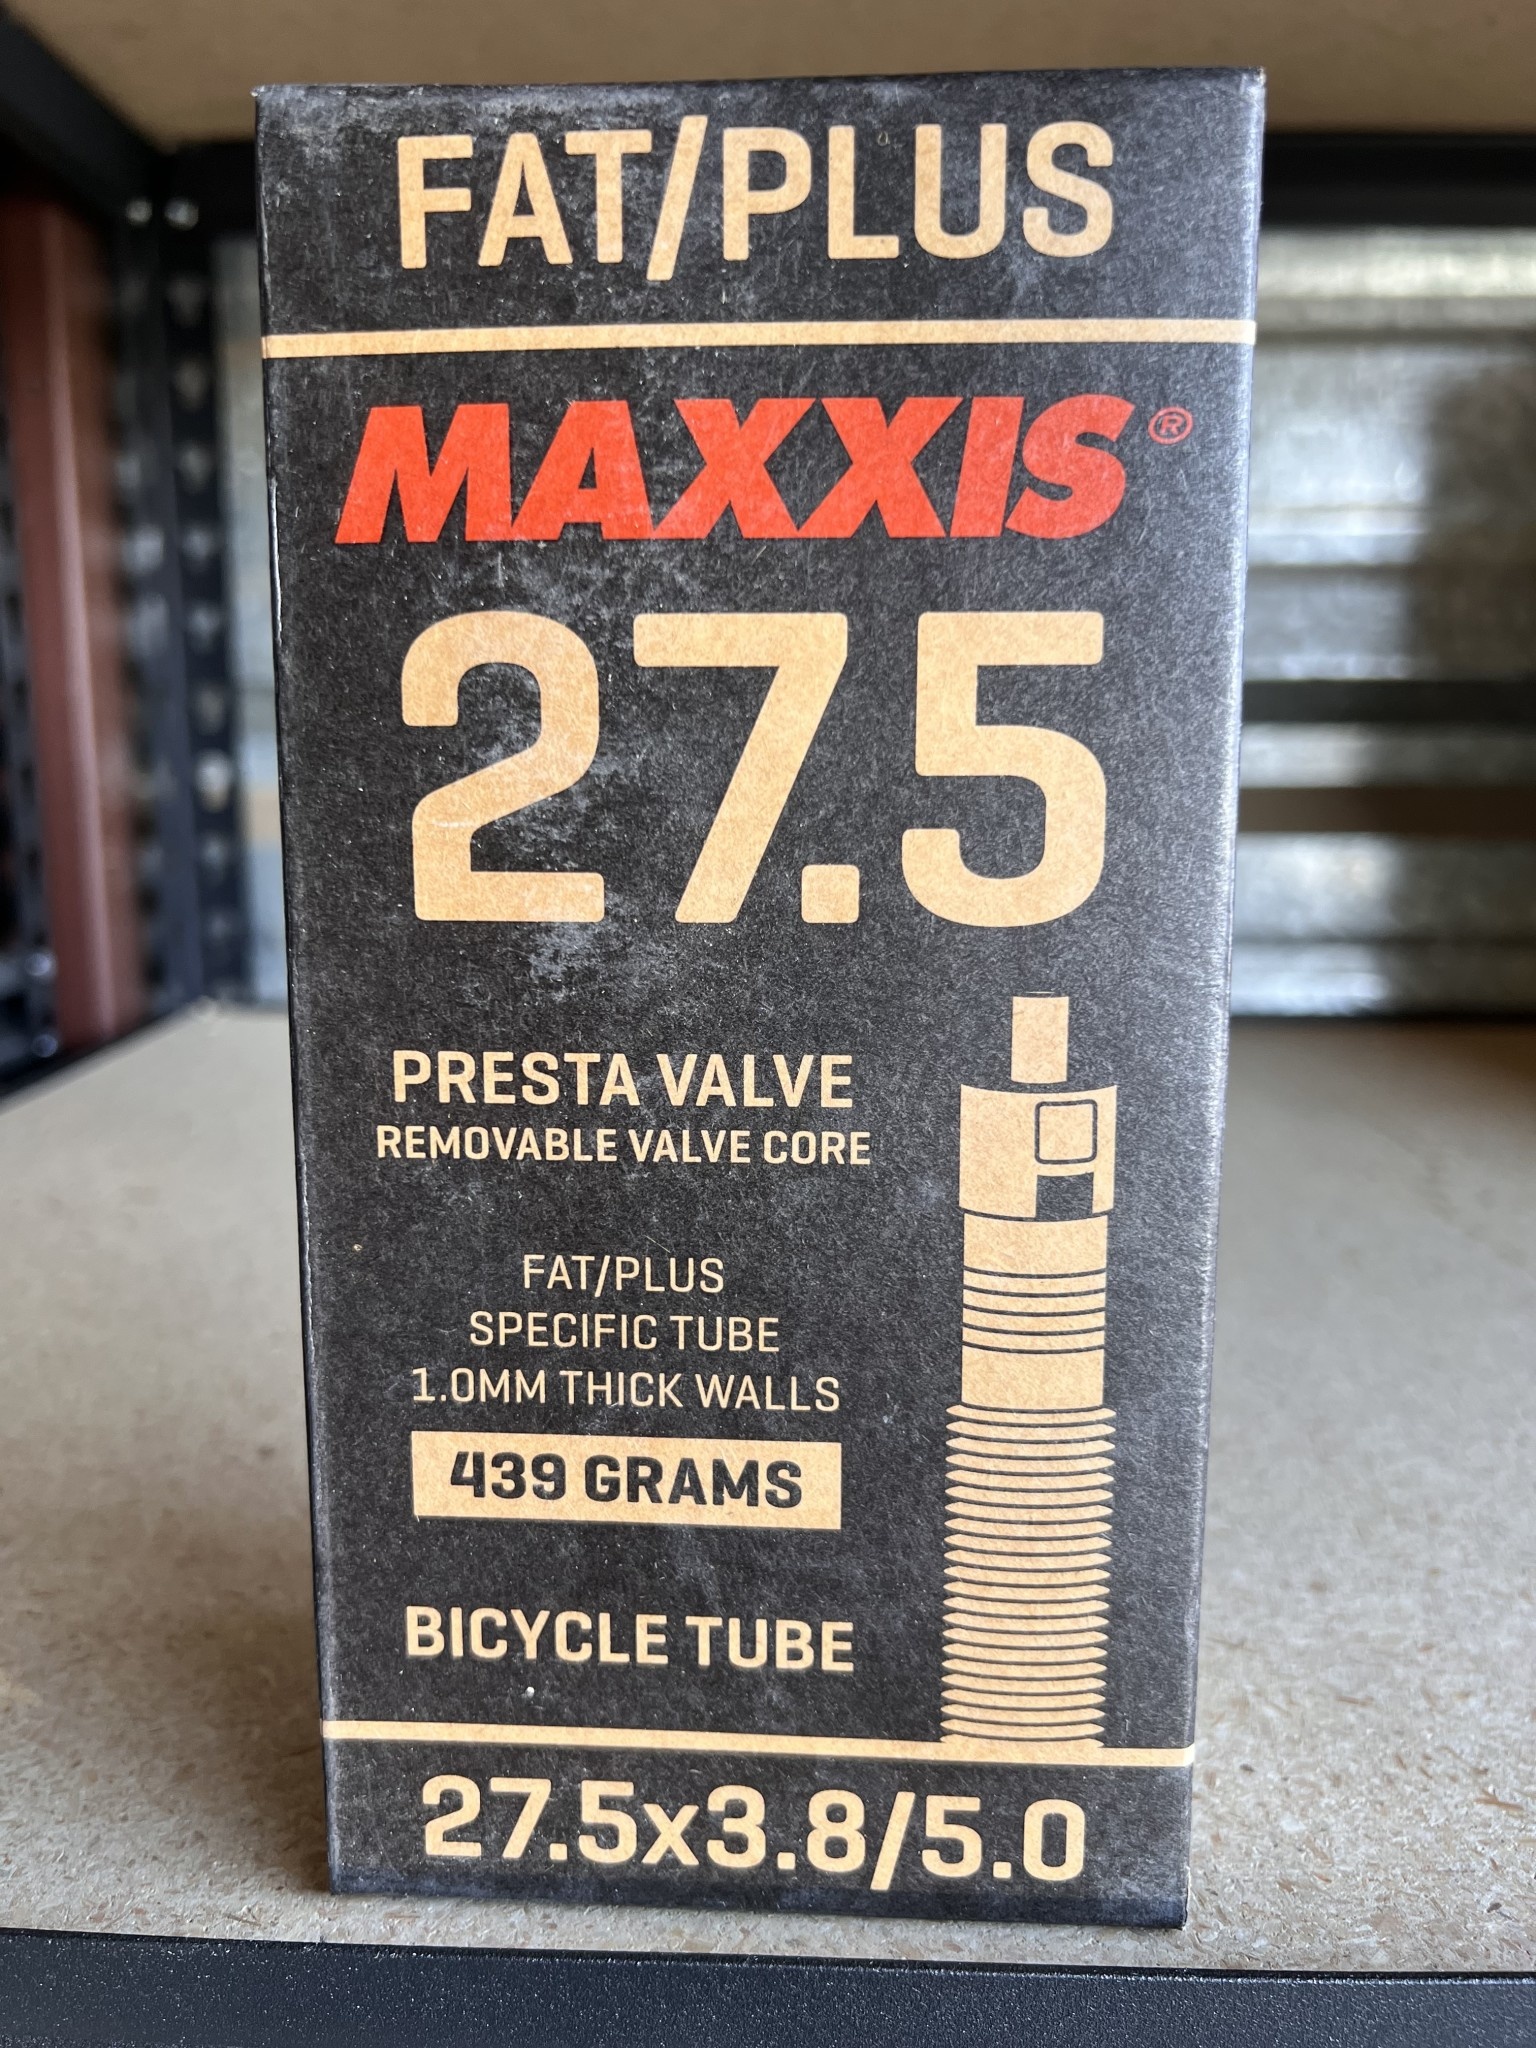 FAT/PLUS
MAXXIS®
27.5
PRESTA VALVE
REMOVABLE VALVE CORE
FAT/PLUS
SPECIFIC TUBE
1.0MM THICK WALLS
439 GRAMS
BICYCLE TUBE
27.5x3.8/5.0